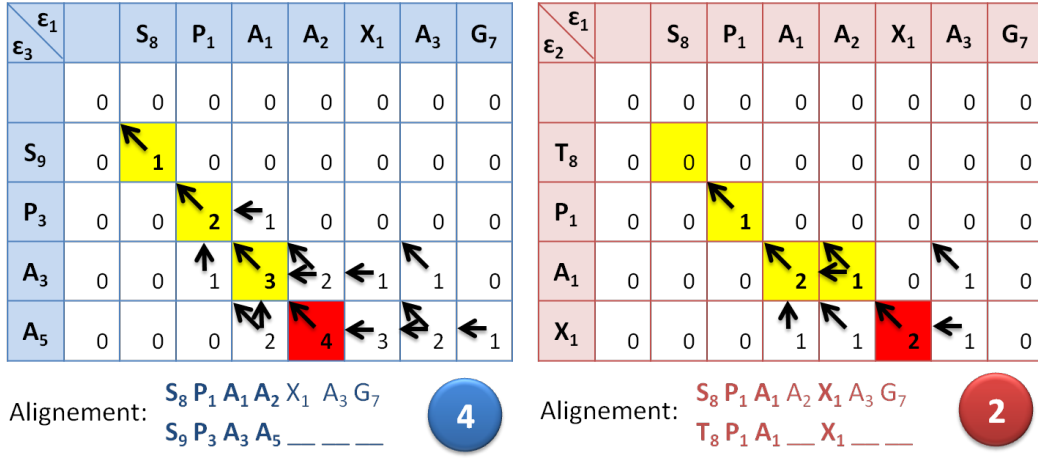 ε₁ S₈ P₁ A₁ A₂ X₁ A₃ G₇
ε₃
0 0 0 0 0 0 0 0
S₉ 0 1 0 0 0 0 0 0
P₃ 0 0 2 1 0 0 0 0
A₃ 0 0 1 3 2 1 1 0
A₅ 0 0 0 2 4 3 2 1
Alignement:
S₈ P₁ A₁ A₂ X₁ A₃ G₇
S₉ P₃ A₃ A₅ __ __ __
4
ε₁ S₈ P₁ A₁ A₂ X₁ A₃ G₇
ε₂
0 0 0 0 0 0 0 0
T₈ 0 0 0 0 0 0 0 0
P₁ 0 0 1 0 0 0 0 0
A₁ 0 0 0 2 1 0 1 0
X₁ 0 0 0 1 1 2 1 0
Alignement:
S₈ P₁ A₁ A₂ X₁ A₃ G₇
T₈ P₁ A₁ __ X₁ __ __
2